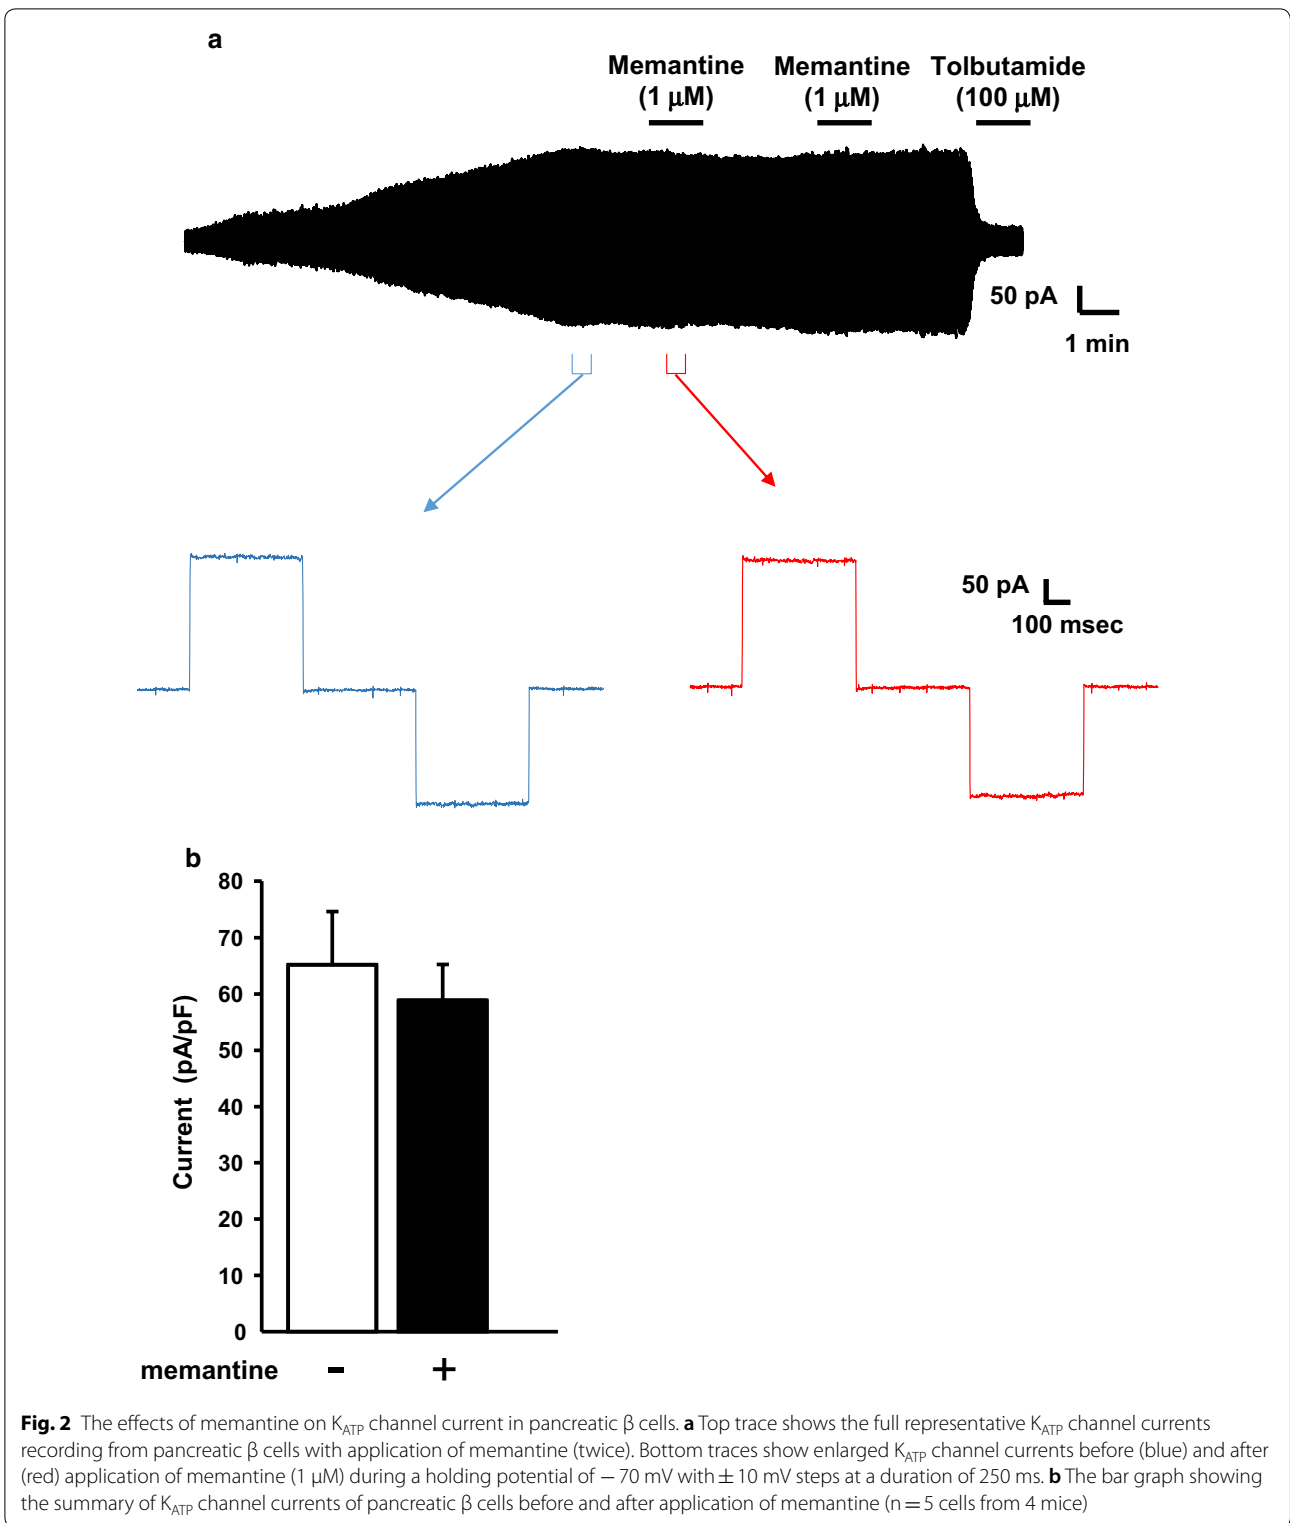 a
Memantine Memantine Tolbutamide
(1 μM) (1 μM) (100 μM)
50 pA
1 min
50 pA
100 msec
b
80
70
60
50
40
30
20
10
0
Current (pA/pF)
memantine - +
Fig. 2 The effects of memantine on KATP channel current in pancreatic β cells. a Top trace shows the full representative KATP channel currents
recording from pancreatic β cells with application of memantine (twice). Bottom traces show enlarged KATP channel currents before (blue) and after
(red) application of memantine (1 μM) during a holding potential of −70 mV with ± 10 mV steps at a duration of 250 ms. b The bar graph showing
the summary of KATP channel currents of pancreatic β cells before and after application of memantine (n = 5 cells from 4 mice)